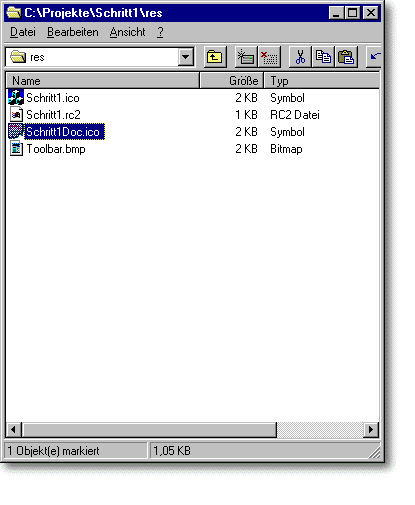 C:\Projekte\Schritt1\res
Datei Bearbeiten Ansicht ?
res
Name Größe Typ
Schritt1.ico 2 KB Symbol
Schritt1.rc2 1 KB RC2 Datei
Schritt1Doc.ico 2 KB Symbol
Toolbar.bmp 2 KB Bitmap
1 Objekt(e) markiert 1,05 KB